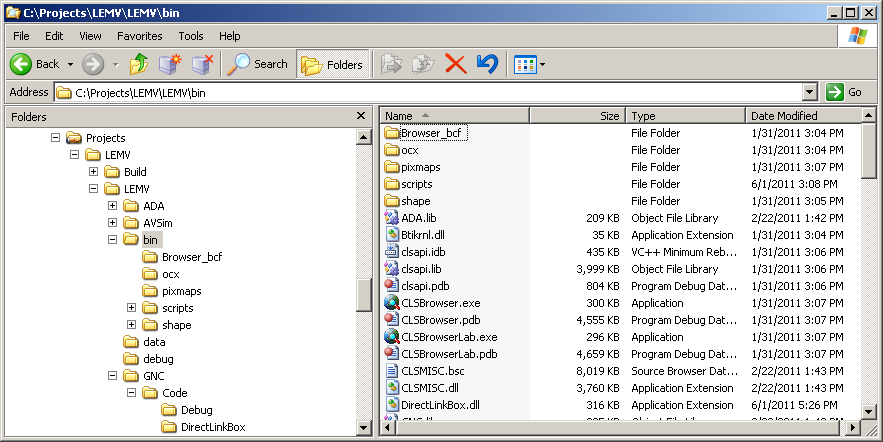 C:\Projects\LEMV\LEMV\bin
File Edit View Favorites Tools Help
Back Search Folders
Address C:\Projects\LEMV\LEMV\bin Go
Folders
Projects
LEMV
Build
LEMV
ADA
AVSim
bin
Browser_bcf
ocx
pixmaps
scripts
shape
data
debug
GNC
Code
Debug
DirectLinkBox
Name Size Type Date Modified
Browser_bcf File Folder 1/31/2011 3:04 PM
ocx File Folder 1/31/2011 3:04 PM
pixmaps File Folder 1/31/2011 3:07 PM
scripts File Folder 6/1/2011 3:08 PM
shape File Folder 1/31/2011 3:05 PM
ADA.lib 209 KB Object File Library 2/22/2011 1:42 PM
Btikrnl.dll 35 KB Application Extension 1/31/2011 3:04 PM
clsapi.idb 435 KB VC++ Minimum Reb... 1/31/2011 3:06 PM
clsapi.lib 3,999 KB Object File Library 1/31/2011 3:06 PM
clsapi.pdb 804 KB Program Debug Dat... 1/31/2011 3:06 PM
CLSBrowser.exe 300 KB Application 1/31/2011 3:07 PM
CLSBrowser.pdb 4,555 KB Program Debug Dat... 1/31/2011 3:07 PM
CLSBrowserLab.exe 296 KB Application 1/31/2011 3:07 PM
CLSBrowserLab.pdb 4,659 KB Program Debug Dat... 1/31/2011 3:07 PM
CLSMISC.bsc 8,019 KB Source Browser Dat... 2/22/2011 1:43 PM
CLSMISC.dll 3,760 KB Application Extension 2/22/2011 1:43 PM
DirectLinkBox.dll 316 KB Application Extension 6/1/2011 5:26 PM